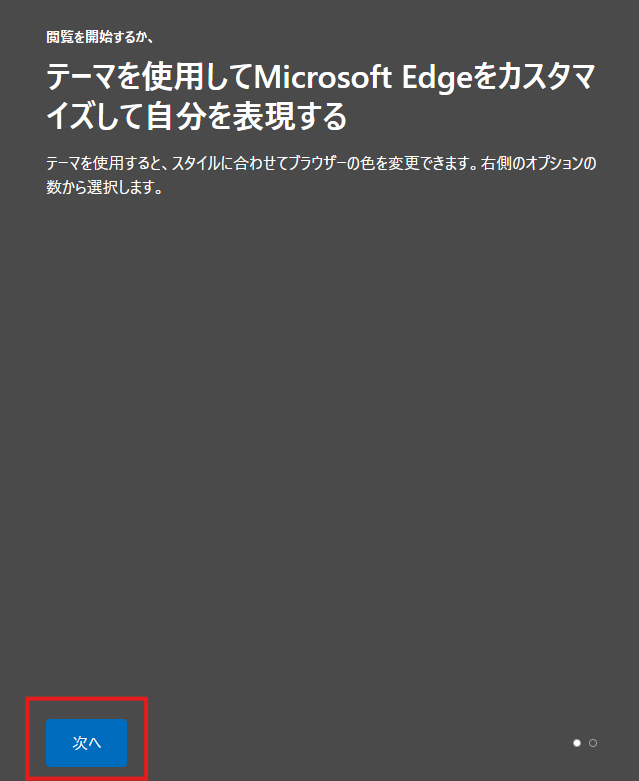 閲覧を開始するか、
テーマを使用してMicrosoft Edgeをカスタマ
イズして自分を表現する
テーマを使用すると、スタイルに合わせてブラウザーの色を変更できます。右側のオプションの
数から選択します。
次へ